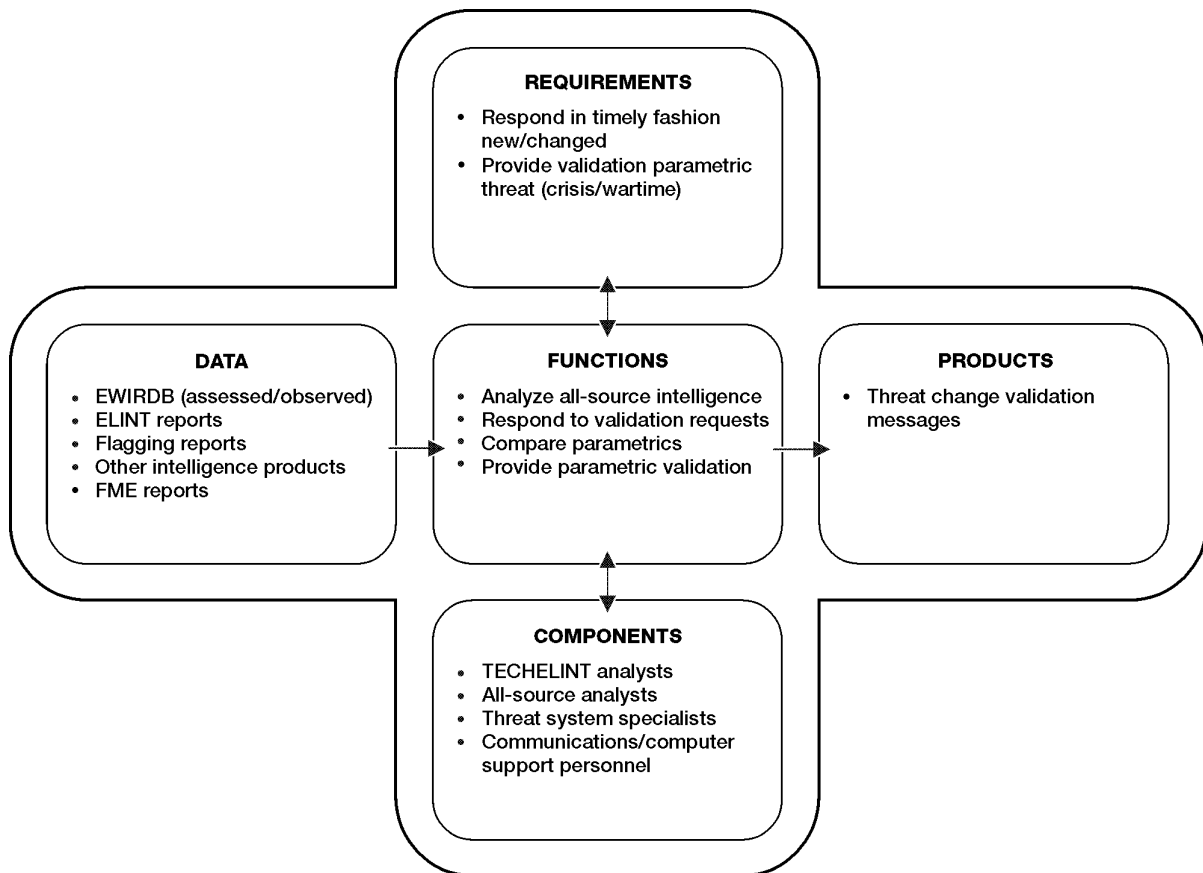 REQUIREMENTS
• Respond in timely fashion
new/changed
• Provide validation parametric
threat (crisis/wartime)
DATA
• EWIRDB (assessed/observed)
• ELINT reports
• Flagging reports
• Other intelligence products
• FME reports
FUNCTIONS
• Analyze all-source intelligence
• Respond to validation requests
• Compare parametrics
• Provide parametric validation
PRODUCTS
• Threat change validation
messages
COMPONENTS
• TECHELINT analysts
• All-source analysts
• Threat system specialists
• Communications/computer
support personnel